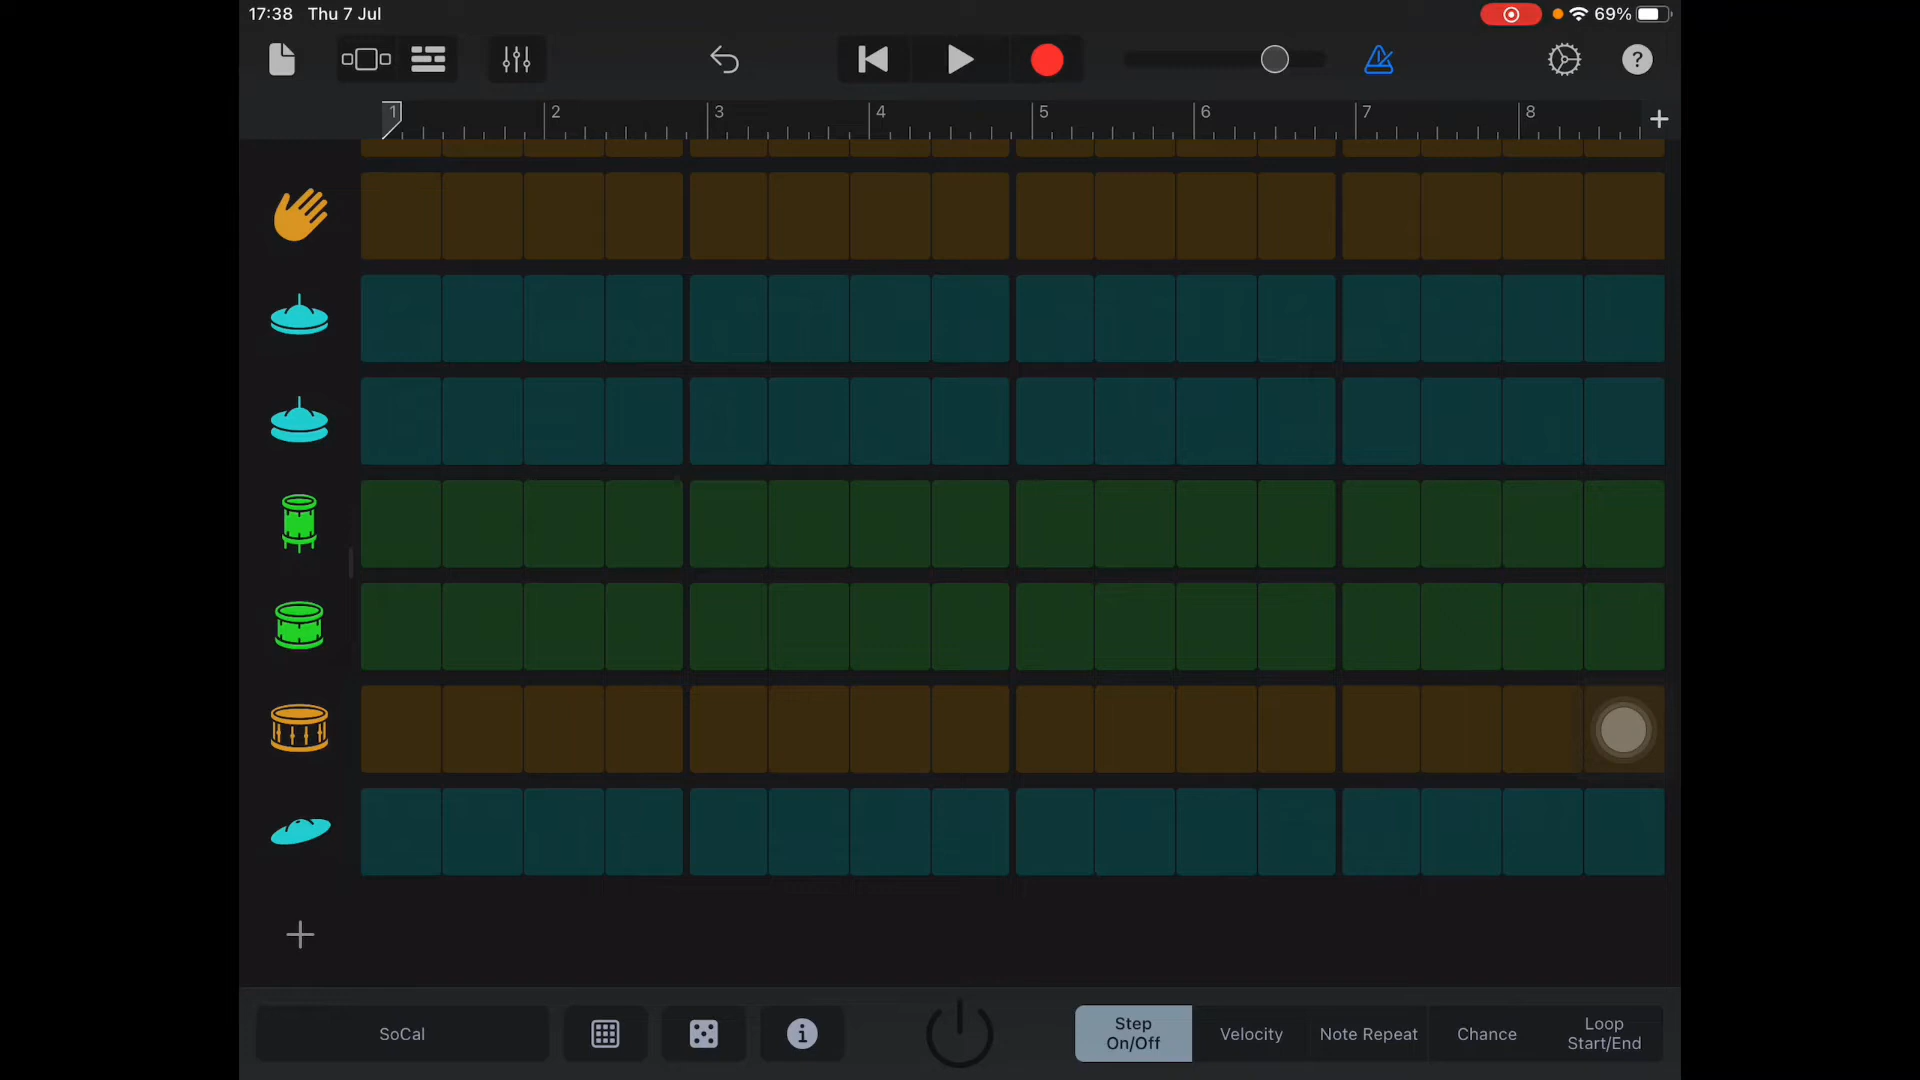 17:38 Thu 7 Jul 69%
?
1 2 3 4 5 6 7 8 +
SoCal
i
Step On/Off
Velocity
Note Repeat
Chance
Loop Start/End